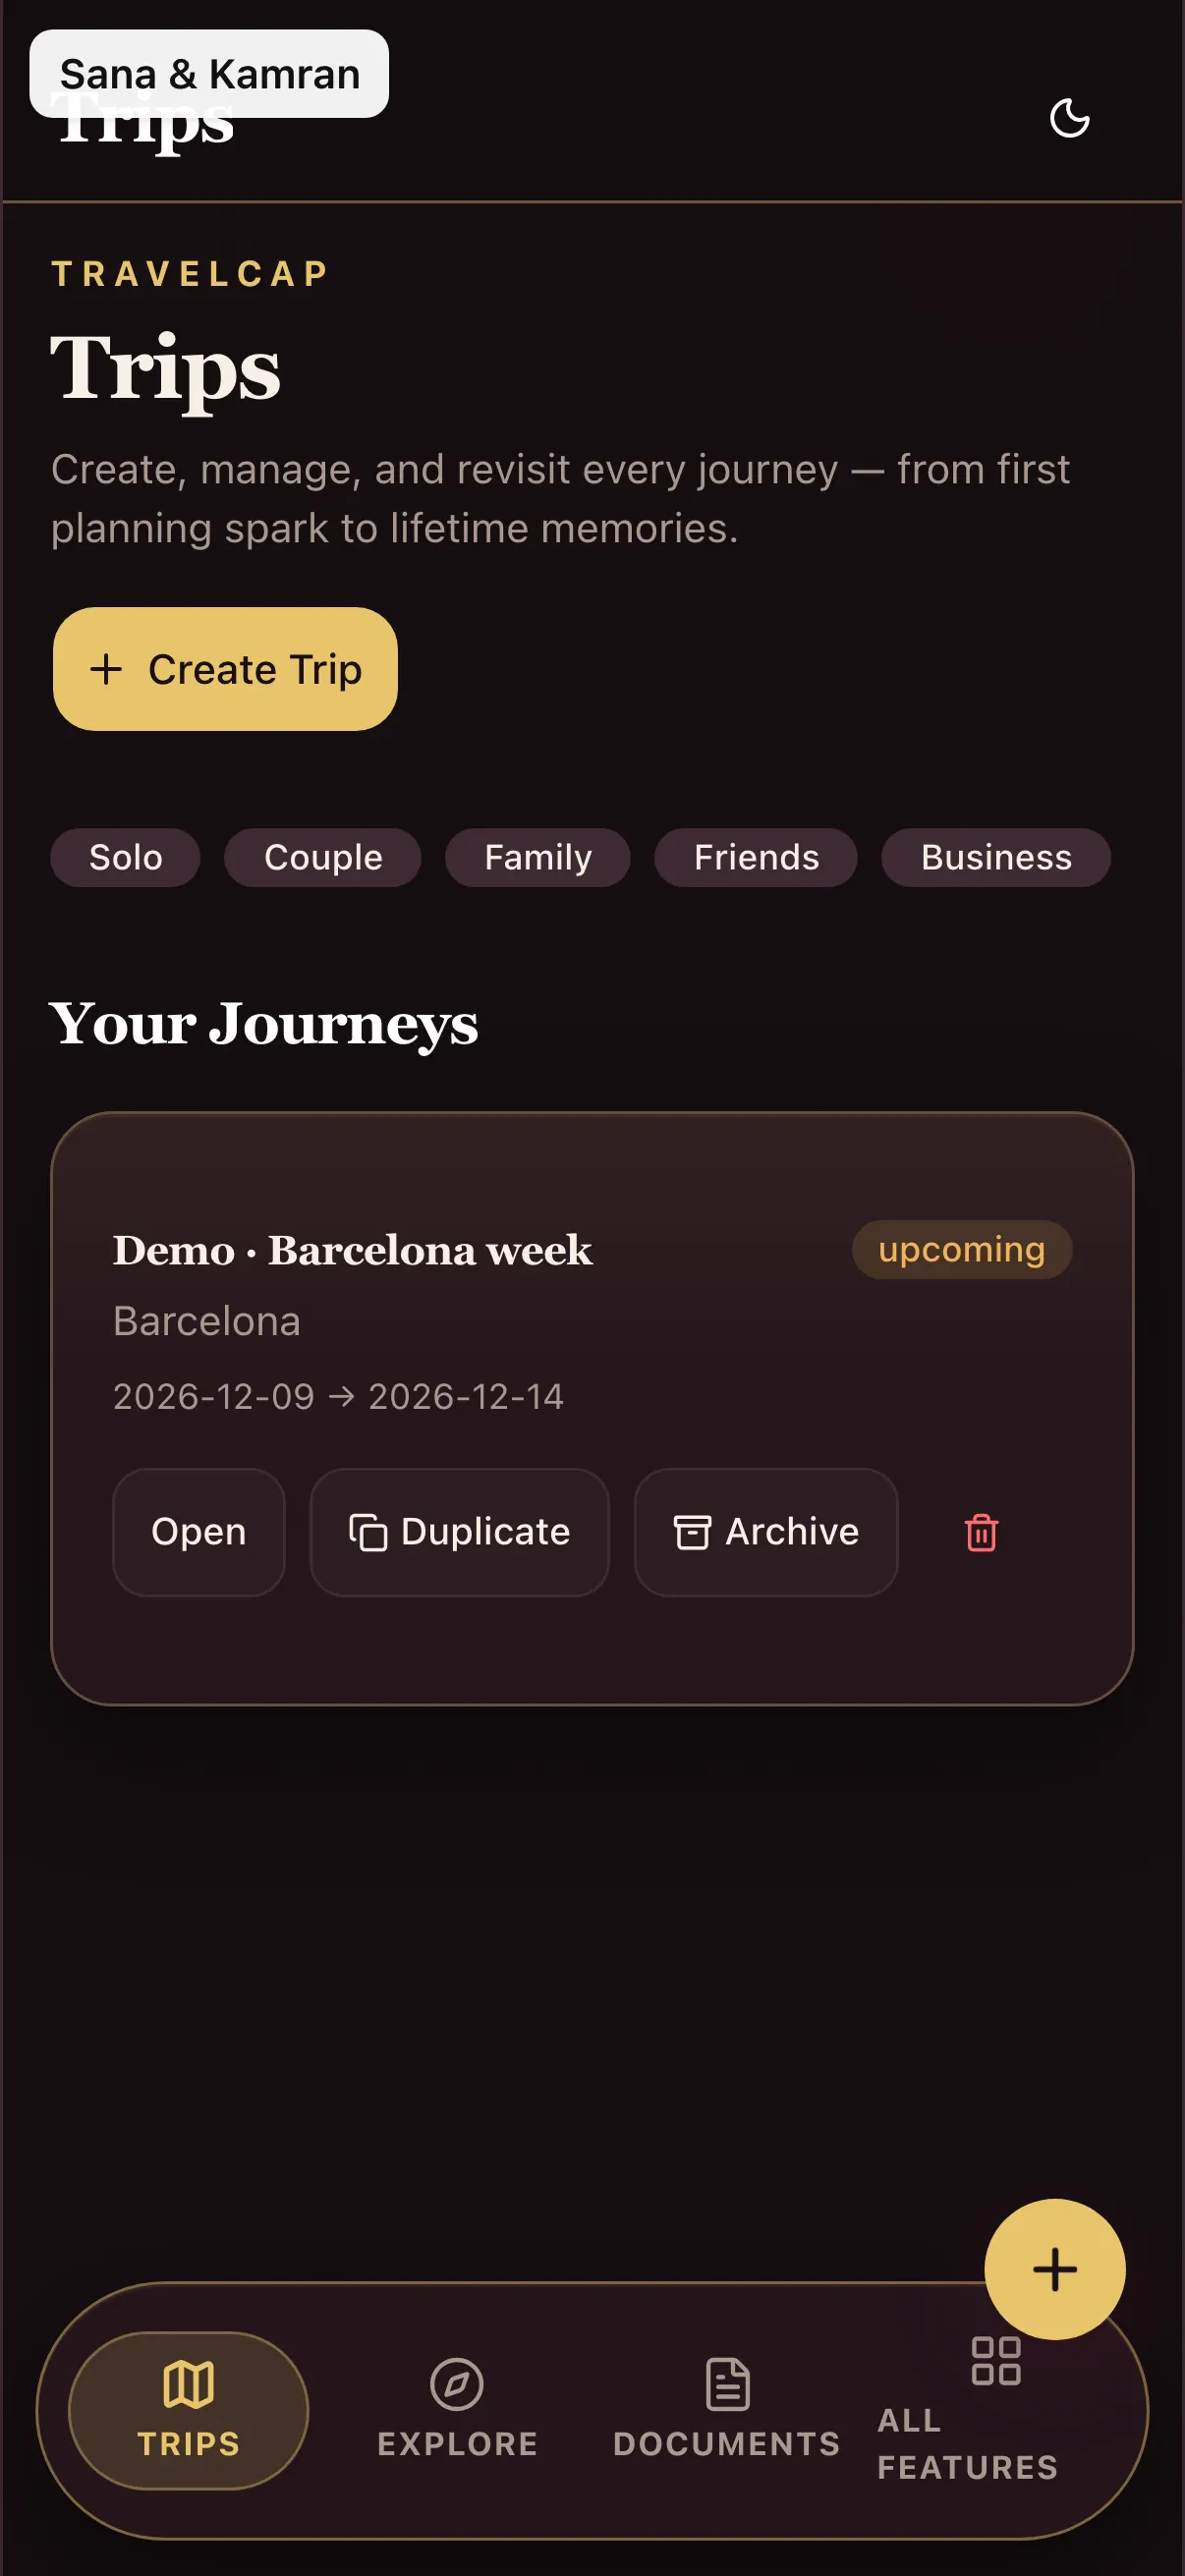 Sana & Kamran
Trips
TRAVELCAP
Trips
Create, manage, and revisit every journey — from first
planning spark to lifetime memories.
+ Create Trip
Solo Couple Family Friends Business
Your Journeys
Demo · Barcelona week upcoming
Barcelona
2026-12-09 → 2026-12-14
Open Duplicate Archive
TRIPS EXPLORE DOCUMENTS ALL
FEATURES